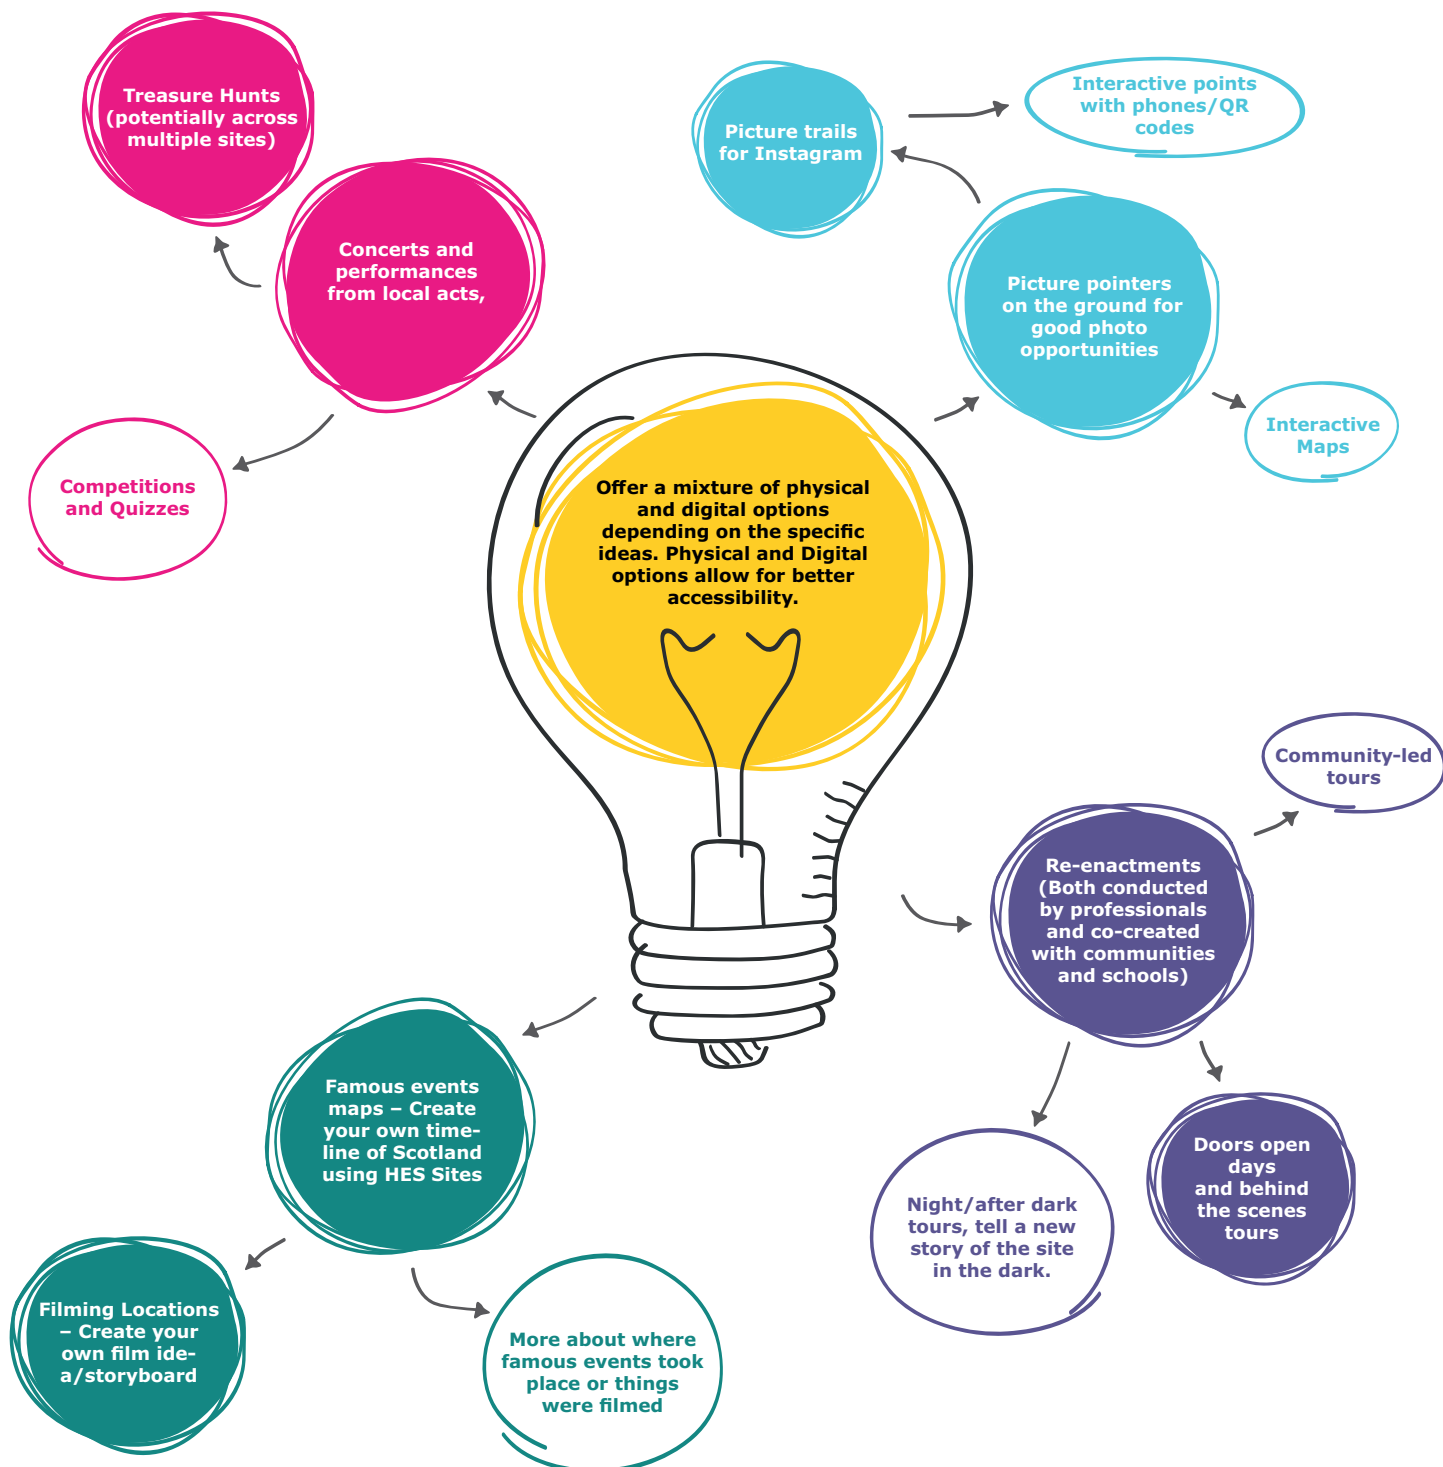 Treasure Hunts
(potentially across
multiple sites)
Concerts and
performances
from local acts,
Competitions
and Quizzes
Picture trails
for Instagram
Interactive points
with phones/QR
codes
Picture pointers
on the ground for
good photo
opportunities
Interactive
Maps
Offer a mixture of physical
and digital options
depending on the specific
ideas. Physical and Digital
options allow for better
accessibility.
Community-led
tours
Re-enactments
(Both conducted
by professionals
and co-created
with communities
and schools)
Night/after dark
tours, tell a new
story of the site
in the dark.
Doors open
days
and behind
the scenes
tours
Famous events
maps – Create
your own time-
line of Scotland
using HES Sites
Filming Locations
– Create your
own film ide-
a/storyboard
More about where
famous events took
place or things
were filmed